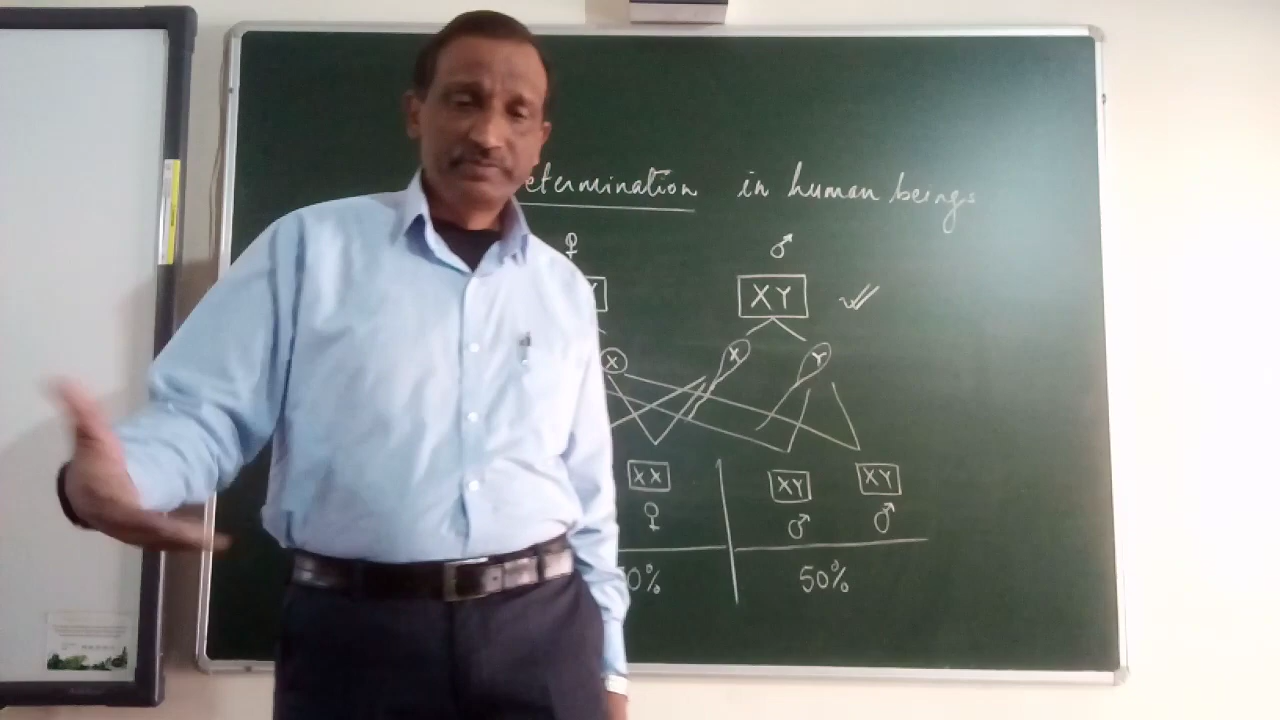 etermination in human beings
♀ ♂
XY
X X Y
XX XY XY
♀ ♂ ♂
0% 50%